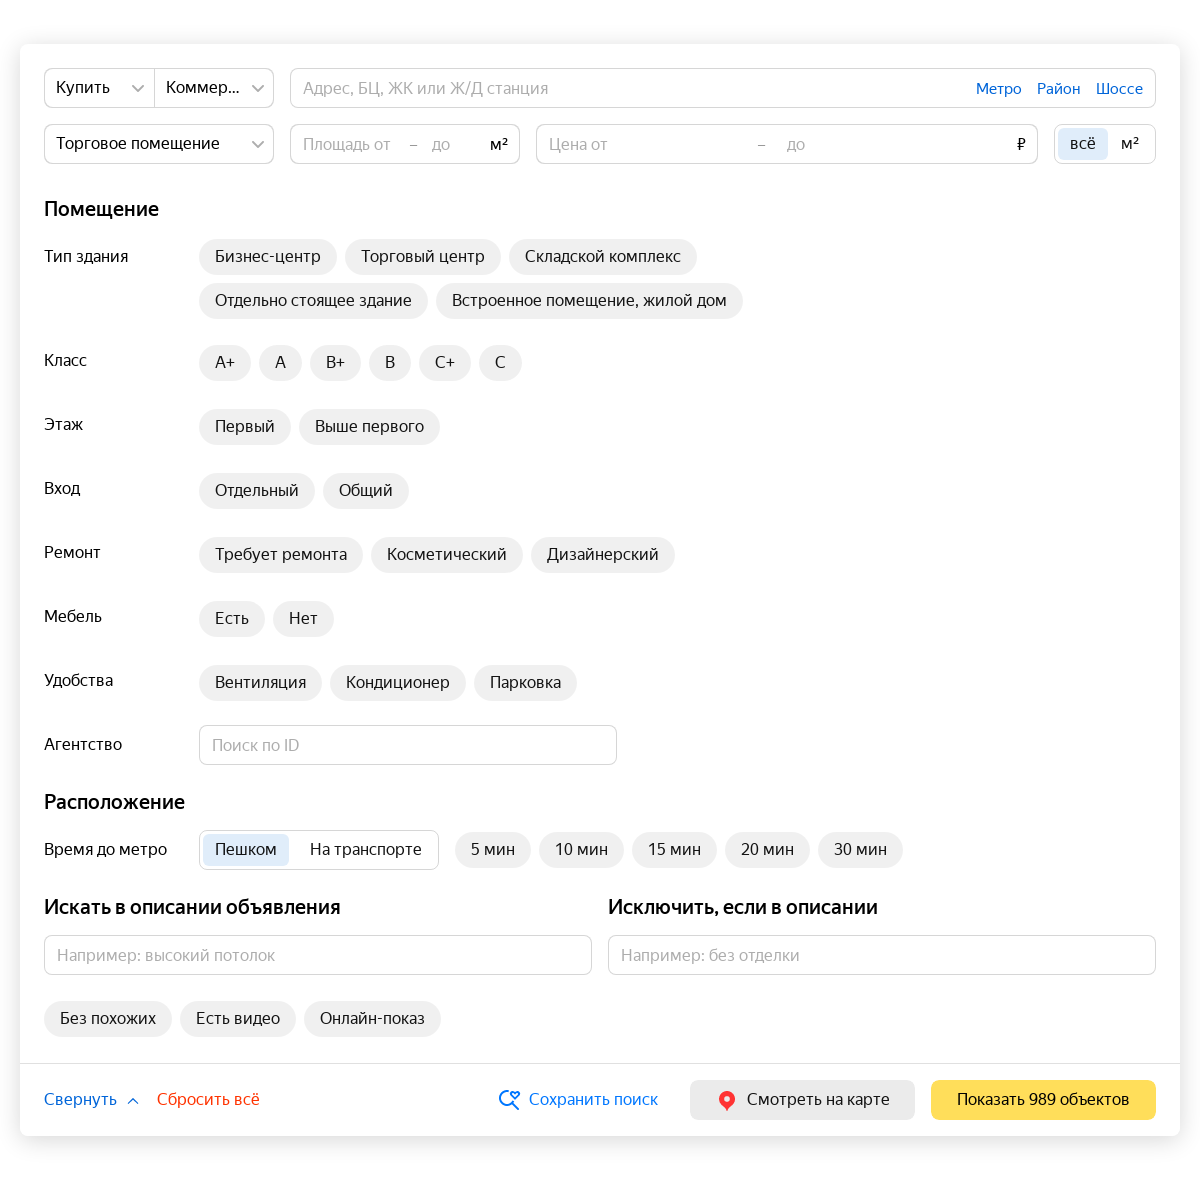 Купить Коммер... Адрес, БЦ, ЖК или Ж/Д станция Метро Район Шоссе
Торговое помещение Площадь от – до м² Цена от – до ₽ всё м²
Помещение
Тип здания Бизнес-центр Торговый центр Складской комплекс
Отдельно стоящее здание Встроенное помещение, жилой дом
Класс A+ A B+ B C+ C
Этаж Первый Выше первого
Вход Отдельный Общий
Ремонт Требует ремонта Косметический Дизайнерский
Мебель Есть Нет
Удобства Вентиляция Кондиционер Парковка
Агентство Поиск по ID
Расположение
Время до метро Пешком На транспорте 5 мин 10 мин 15 мин 20 мин 30 мин
Искать в описании объявления Исключить, если в описании
Например: высокий потолок Например: без отделки
Без похожих Есть видео Онлайн-показ
Свернуть Сбросить всё Сохранить поиск Смотреть на карте Показать 989 объектов